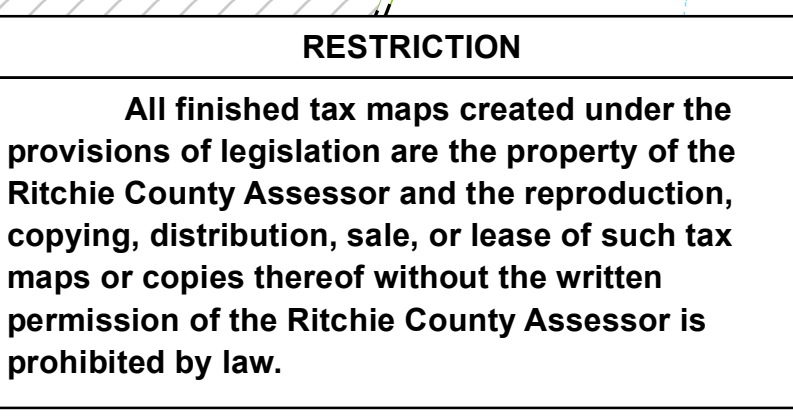 RESTRICTION
All finished tax maps created under the
provisions of legislation are the property of the
Ritchie County Assessor and the reproduction,
copying, distribution, sale, or lease of such tax
maps or copies thereof without the written
permission of the Ritchie County Assessor is
prohibited by law.